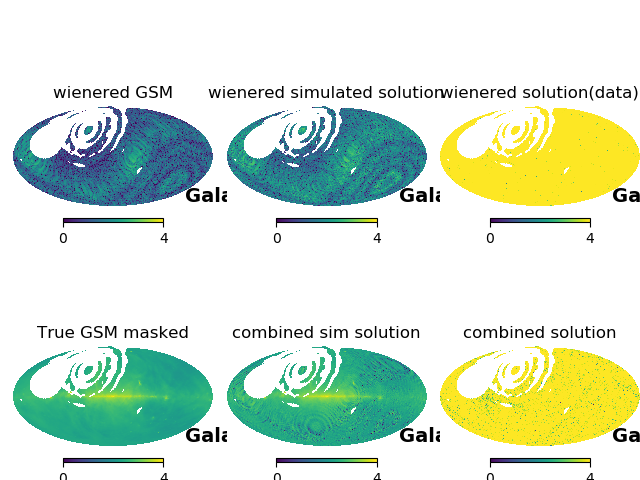 wienered GSM
wienered simulated solution
wienered solution(data)
Gala
Gala
Ga
0 4
0 4
0 4
True GSM masked
combined sim solution
combined solution
Gala
Gala
Ga
0 4
0 4
0 4